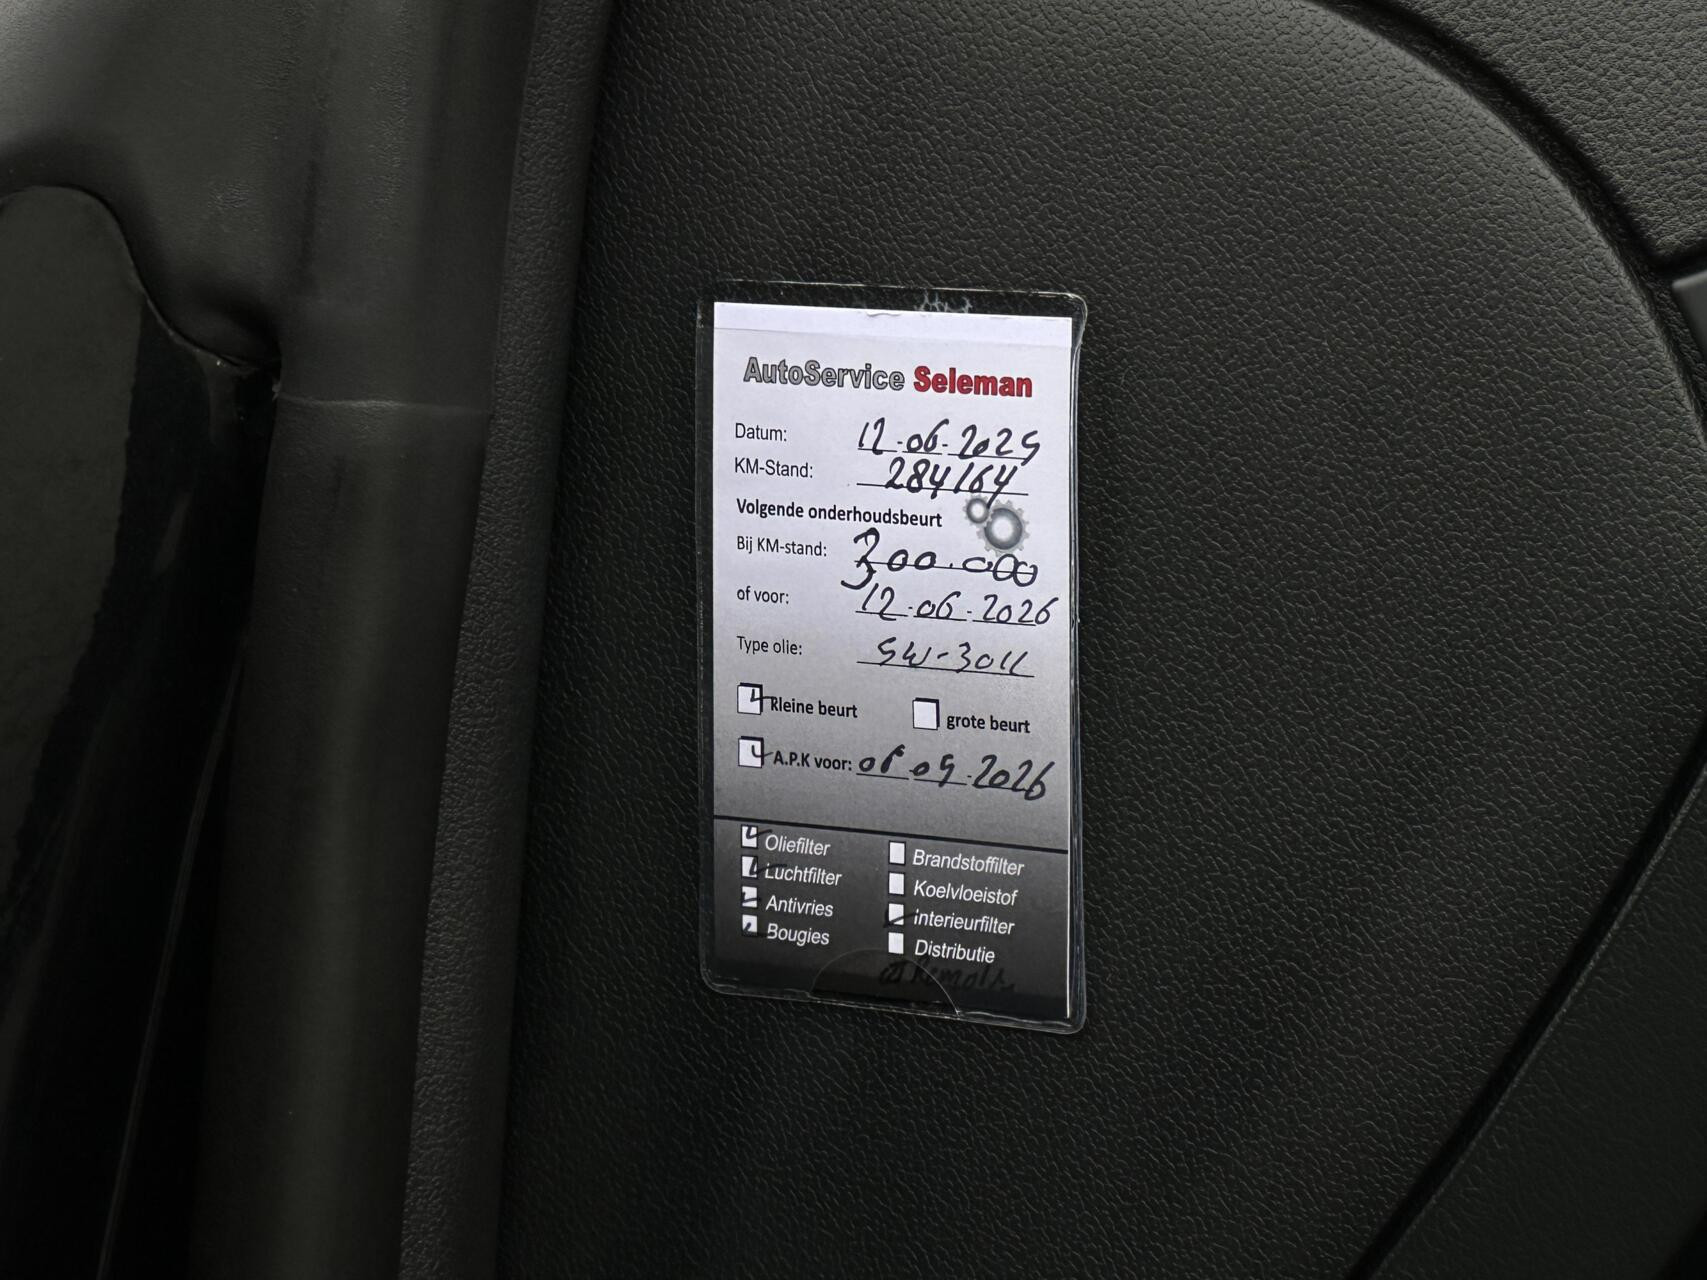 AutoService Seleman
Datum: 12-06-2025
KM-Stand: 284164
Volgende onderhoudsbeurt
Bij KM-stand: 300.000
of voor: 12-06-2026
Type olie: 5W-30LL
Kleine beurt grote beurt
A.P.K voor: 06-09-2026
Oliefilter Brandstoffilter
Luchtfilter Koelvloeistof
Antivries interieurfilter
Bougies Distributie